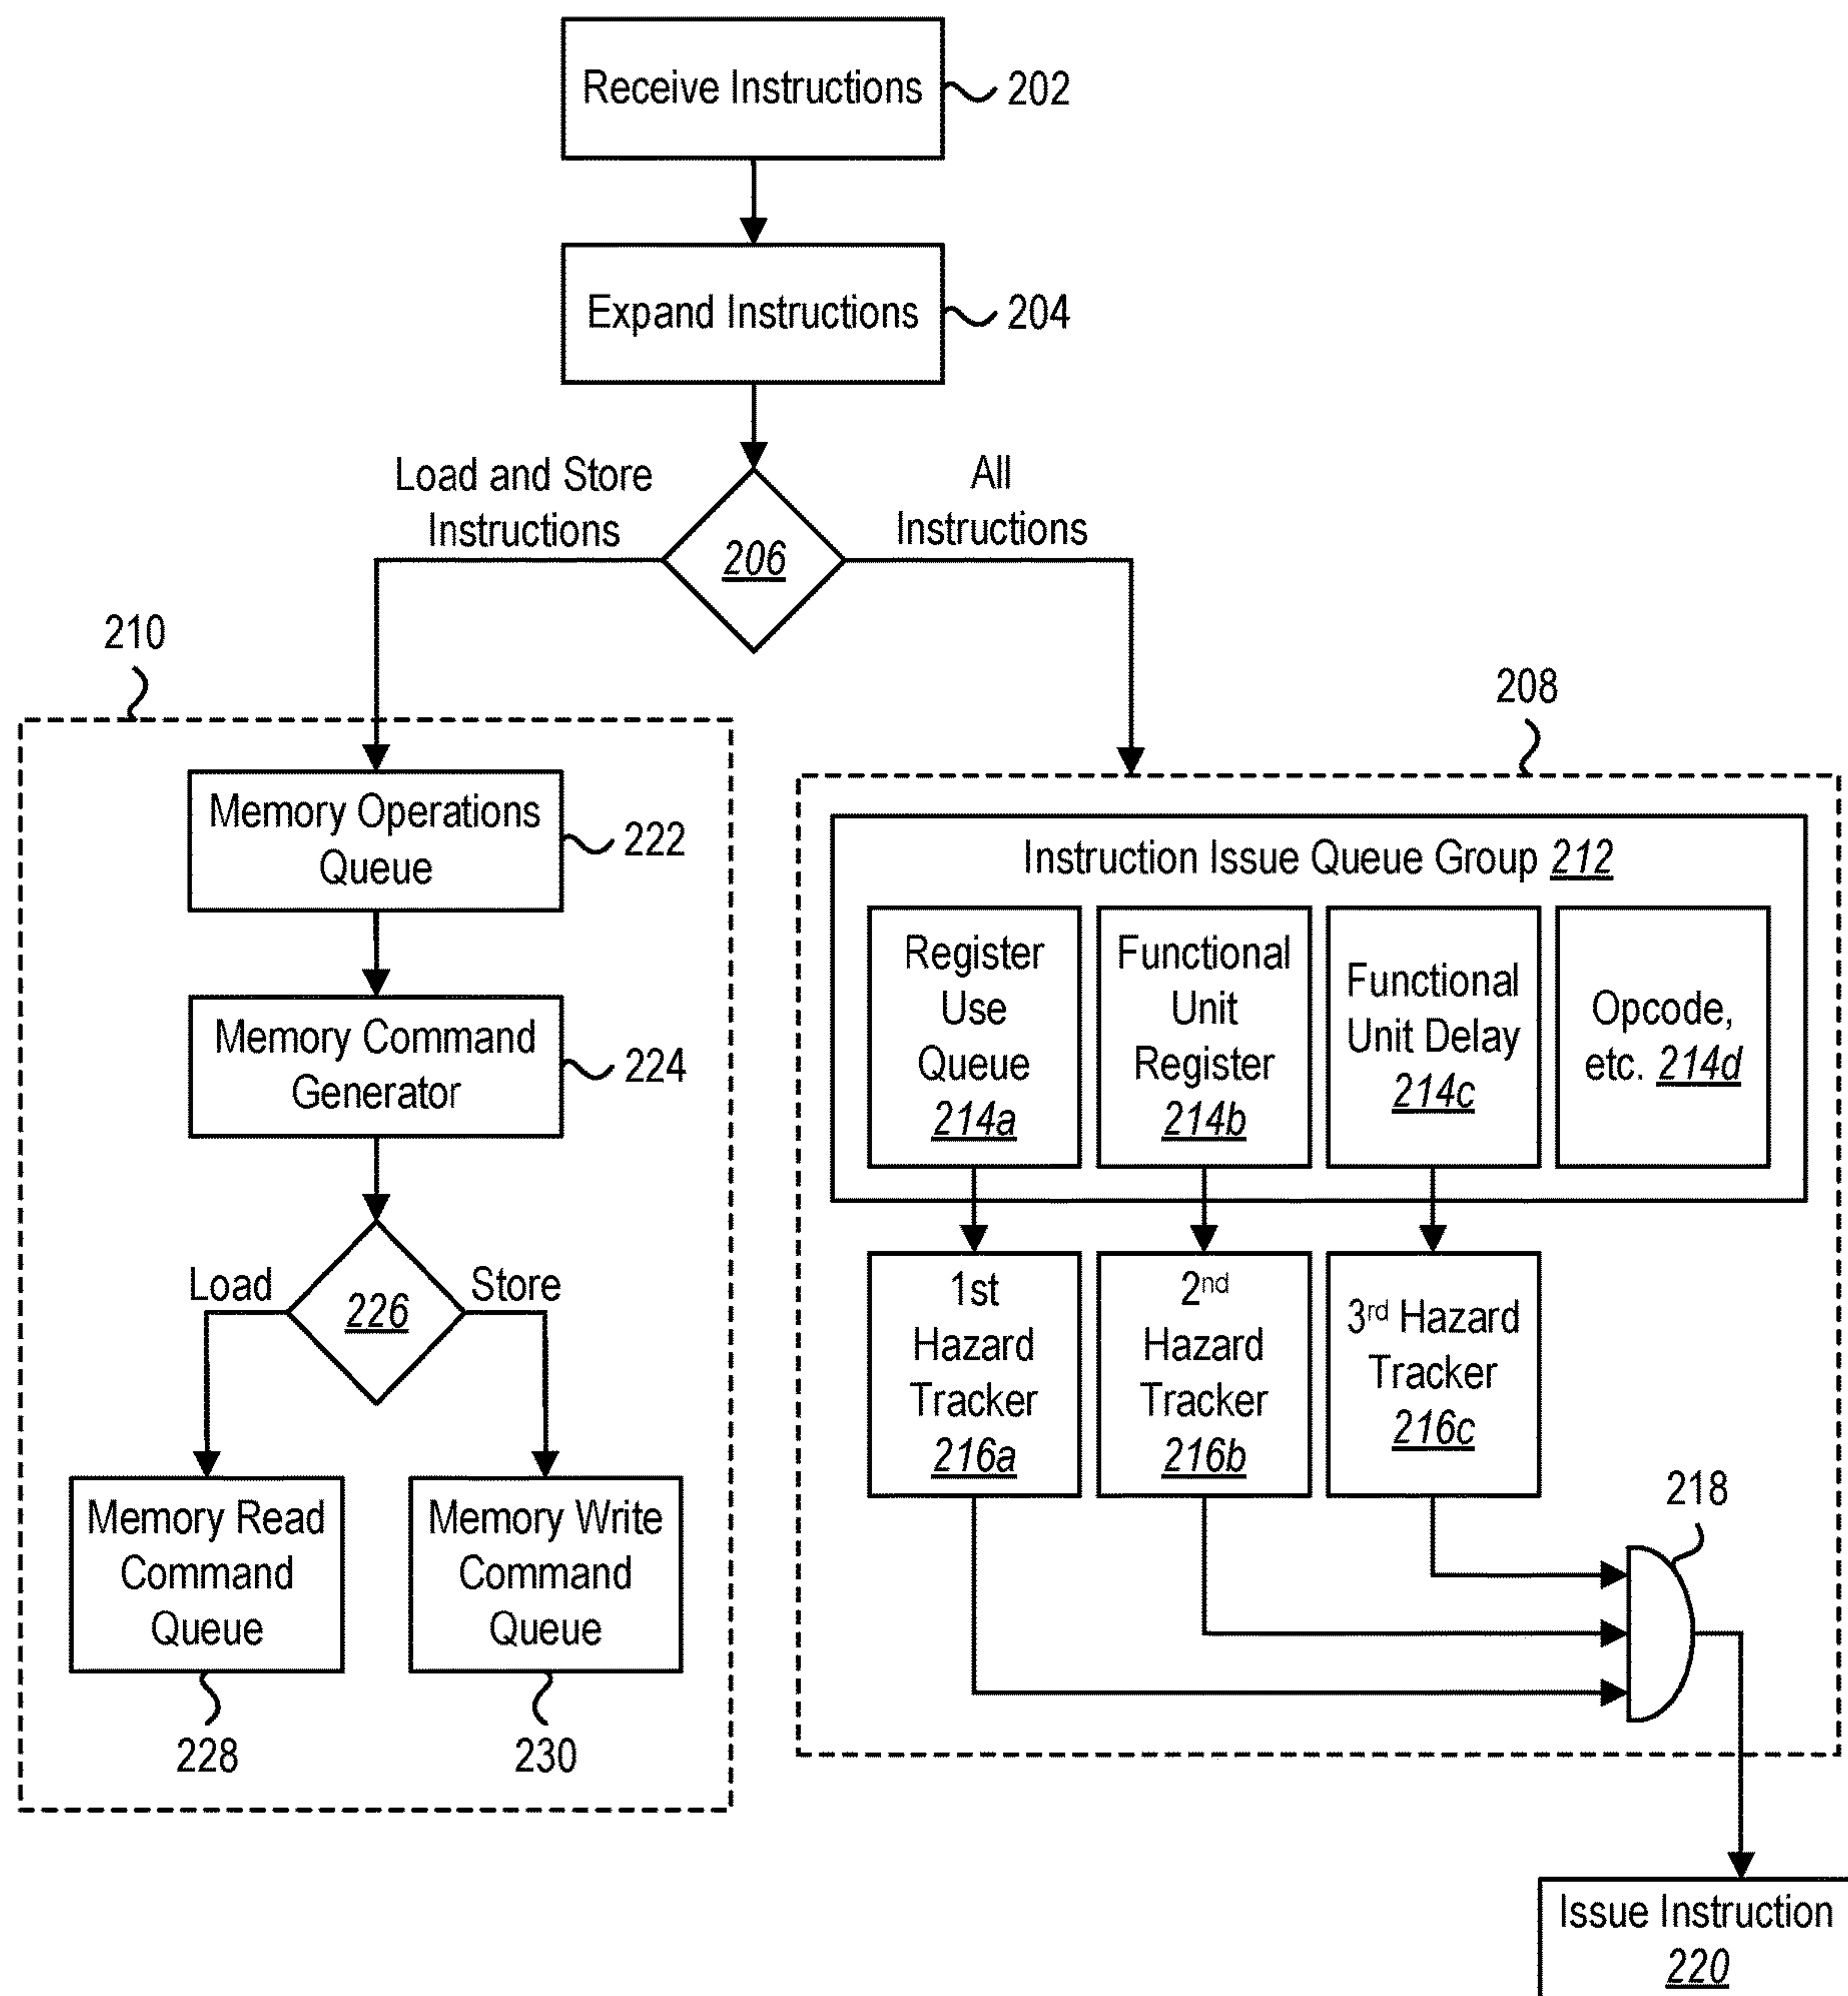 Receive Instructions
202
Expand Instructions
204
Load and Store
Instructions
All
Instructions
206
210
208
Memory Operations
Queue
222
Memory Command
Generator
224
Load
226
Store
Memory Read
Command
Queue
Memory Write
Command
Queue
228
230
Instruction Issue Queue Group 212
Register
Use
Queue
214a
Functional
Unit
Register
214b
Functional
Unit Delay
214c
Opcode,
etc. 214d
1st
Hazard
Tracker
216a
2nd
Hazard
Tracker
216b
3rd Hazard
Tracker
216c
218
Issue Instruction
220